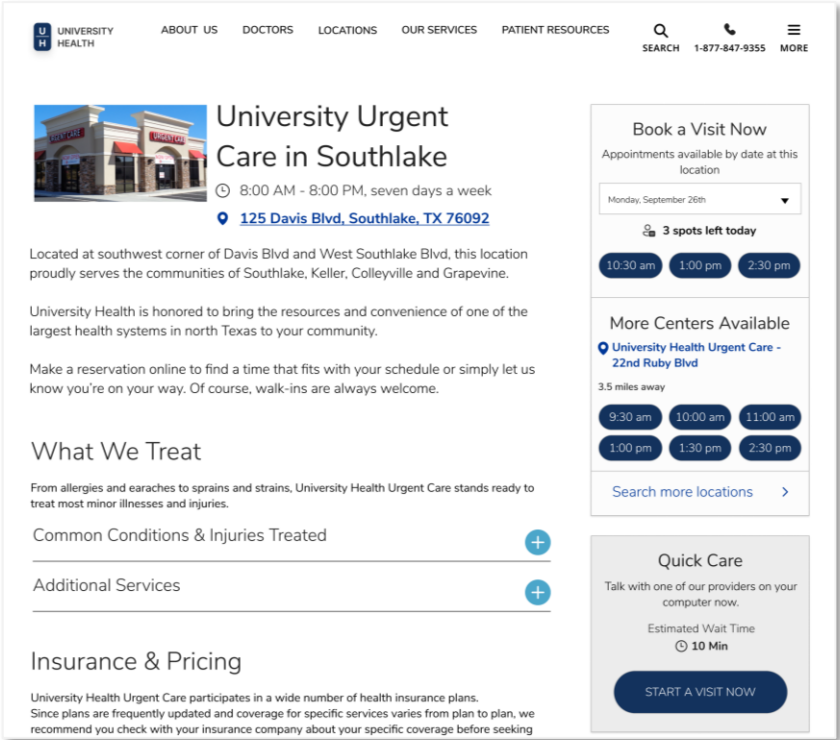 UNIVERSITY
HEALTH
ABOUT US
DOCTORS
LOCATIONS
OUR SERVICES
PATIENT RESOURCES
SEARCH
1-877-847-9355
MORE
URGENT CARE
URGENT CARE
University Urgent
Care in Southlake
8:00 AM - 8:00 PM, seven days a week
125 Davis Blvd, Southlake, TX 76092
Located at southwest corner of Davis Blvd and West Southlake Blvd, this location
proudly serves the communities of Southlake, Keller, Colleyville and Grapevine.
University Health is honored to bring the resources and convenience of one of the
largest health systems in north Texas to your community.
Make a reservation online to find a time that fits with your schedule or simply let us
know you're on your way. Of course, walk-ins are always welcome.
What We Treat
From allergies and earaches to sprains and strains, University Health Urgent Care stands ready to
treat most minor illnesses and injuries.
Common Conditions & Injuries Treated
Additional Services
Insurance & Pricing
University Health Urgent Care participates in a wide number of health insurance plans.
Since plans are frequently updated and coverage for specific services varies from plan to plan, we
recommend you check with your insurance company about your specific coverage before seeking
Book a Visit Now
Appointments available by date at this
location
Monday, September 26th
3 spots left today
10:30 am
1:00 pm
2:30 pm
More Centers Available
University Health Urgent Care -
22nd Ruby Blvd
3.5 miles away
9:30 am
10:00 am
11:00 am
1:00 pm
1:30 pm
2:30 pm
Search more locations
Quick Care
Talk with one of our providers on your
computer now.
Estimated Wait Time
10 Min
START A VISIT NOW